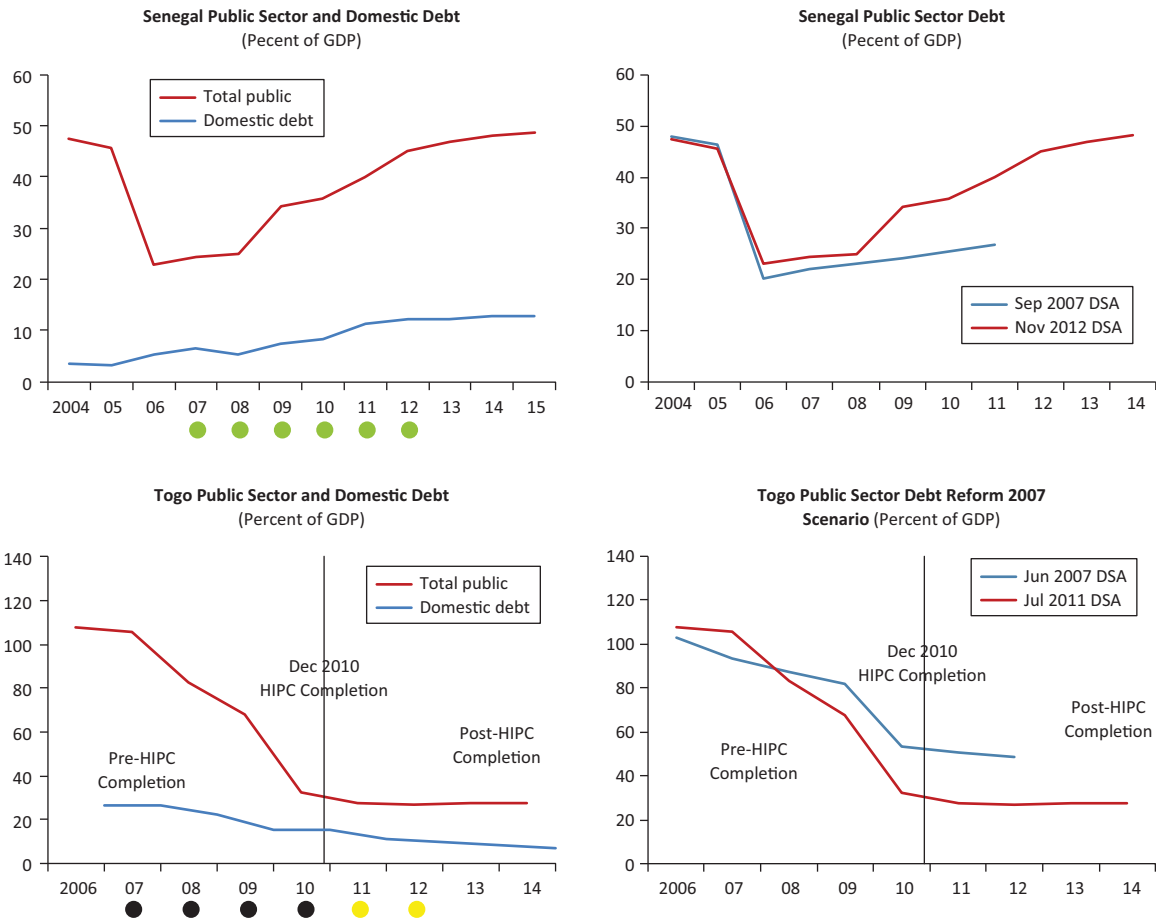 Senegal Public Sector and Domestic Debt
(Pecent of GDP)
60
50
40
30
20
10
0
Total public
Domestic debt
2004 05 06 07 08 09 10 11 12 13 14 15
Senegal Public Sector Debt
(Pecent of GDP)
60
50
40
30
20
10
0
Sep 2007 DSA
Nov 2012 DSA
2004 05 06 07 08 09 10 11 12 13 14
Togo Public Sector and Domestic Debt
(Percent of GDP)
140
120
100
80
60
40
20
0
Total public
Domestic debt
Dec 2010
HIPC Completion
Pre-HIPC
Completion
Post-HIPC
Completion
2006 07 08 09 10 11 12 13 14
Togo Public Sector Debt Reform 2007
Scenario (Percent of GDP)
140
120
100
80
60
40
20
0
Jun 2007 DSA
Jul 2011 DSA
Dec 2010
HIPC Completion
Pre-HIPC
Completion
Post-HIPC
Completion
2006 07 08 09 10 11 12 13 14